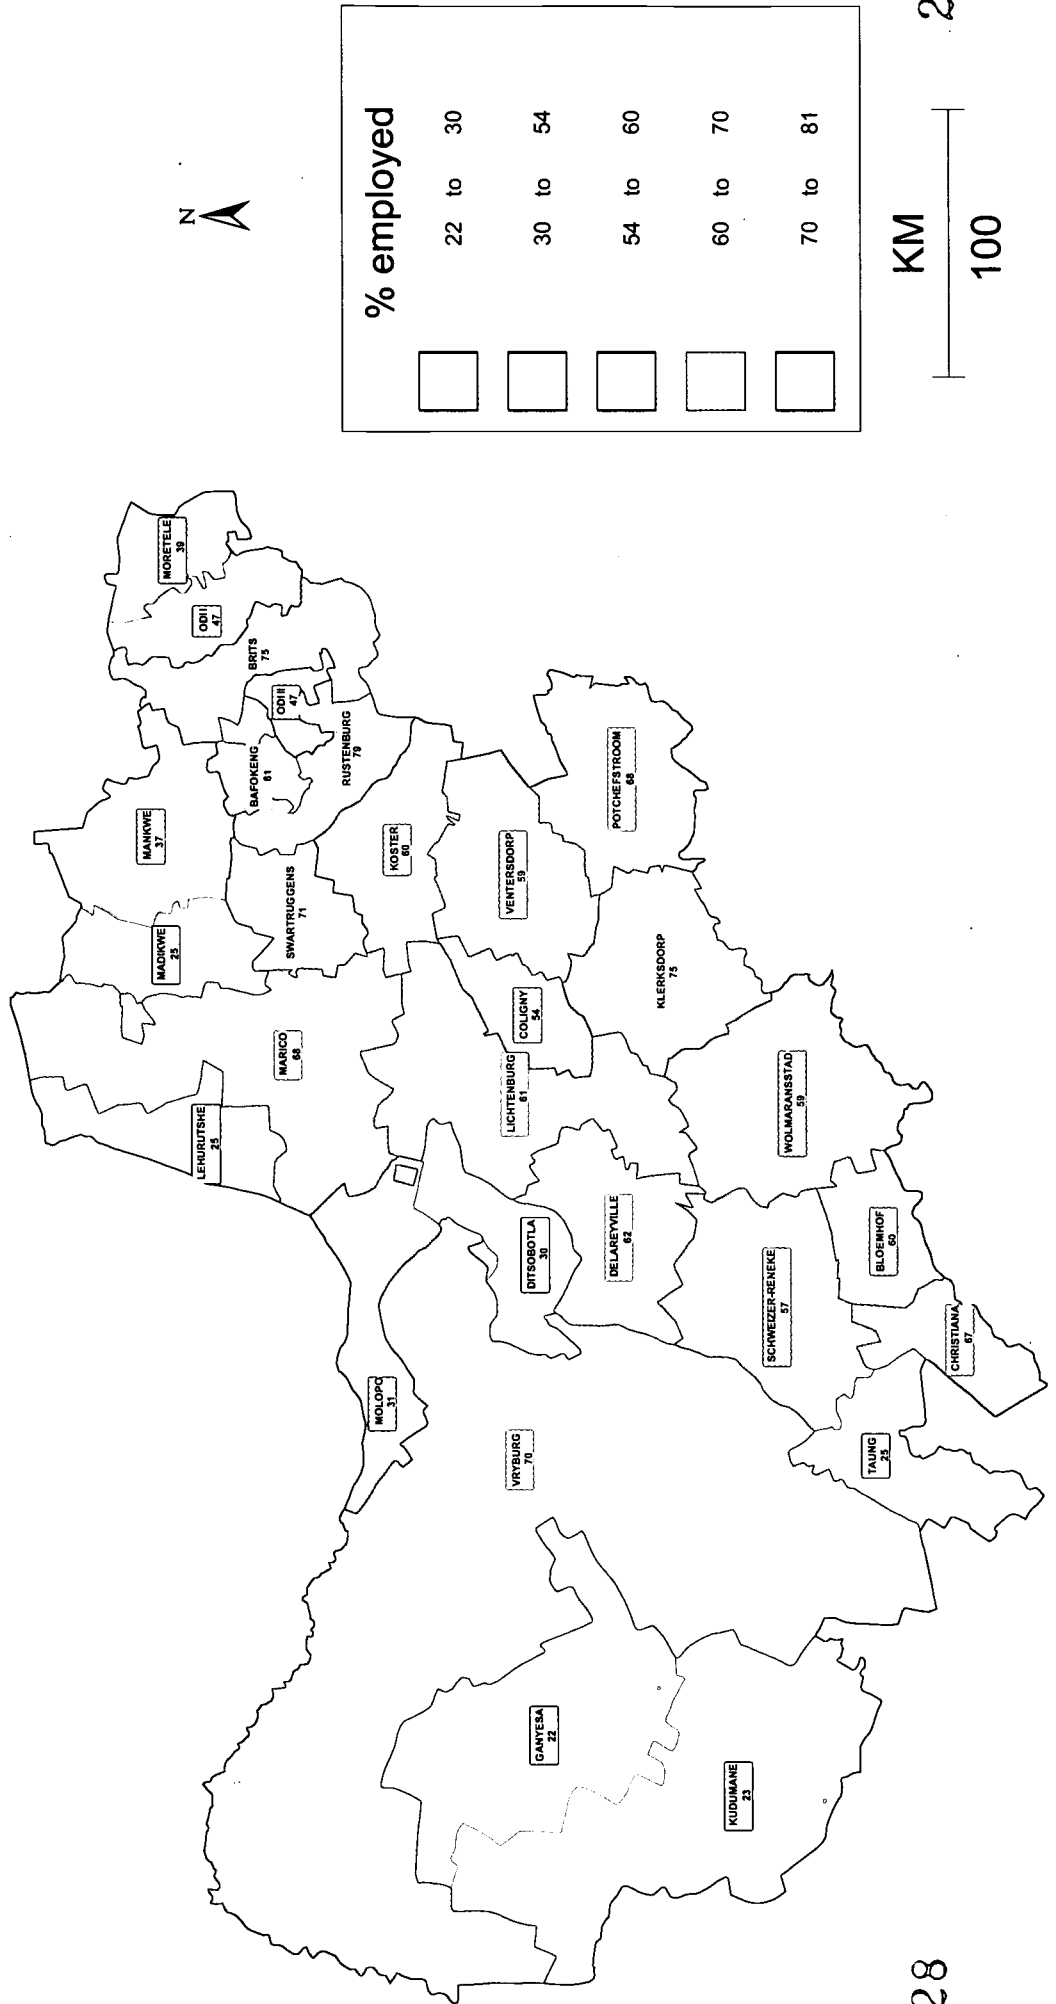 N
% employed
22 to 30
30 to 54
54 to 60
60 to 70
70 to 81
KM
100
2
28
MORETELE
39
ODI I
47
BRITS
75
ODI II
47
MANKWE
37
BAFOKENG
61
RUSTENBURG
79
MADIKWE
25
SWARTRUGGENS
71
KOSTER
60
VENTERSDORP
59
POTCHEFSTROOM
68
MARICO
68
COLIGNY
54
KLERKSDORP
75
LEHURUTSHE
25
LICHTENBURG
61
WOLMARANSSTAD
59
DITSOBOTLA
30
DELAREYVILLE
62
SCHWEIZER-RENEKE
57
BLOEMHOF
60
CHRISTIANA
67
MOLOPO
31
VRYBURG
70
TAUNG
25
GANYESA
22
KUDUMANE
23